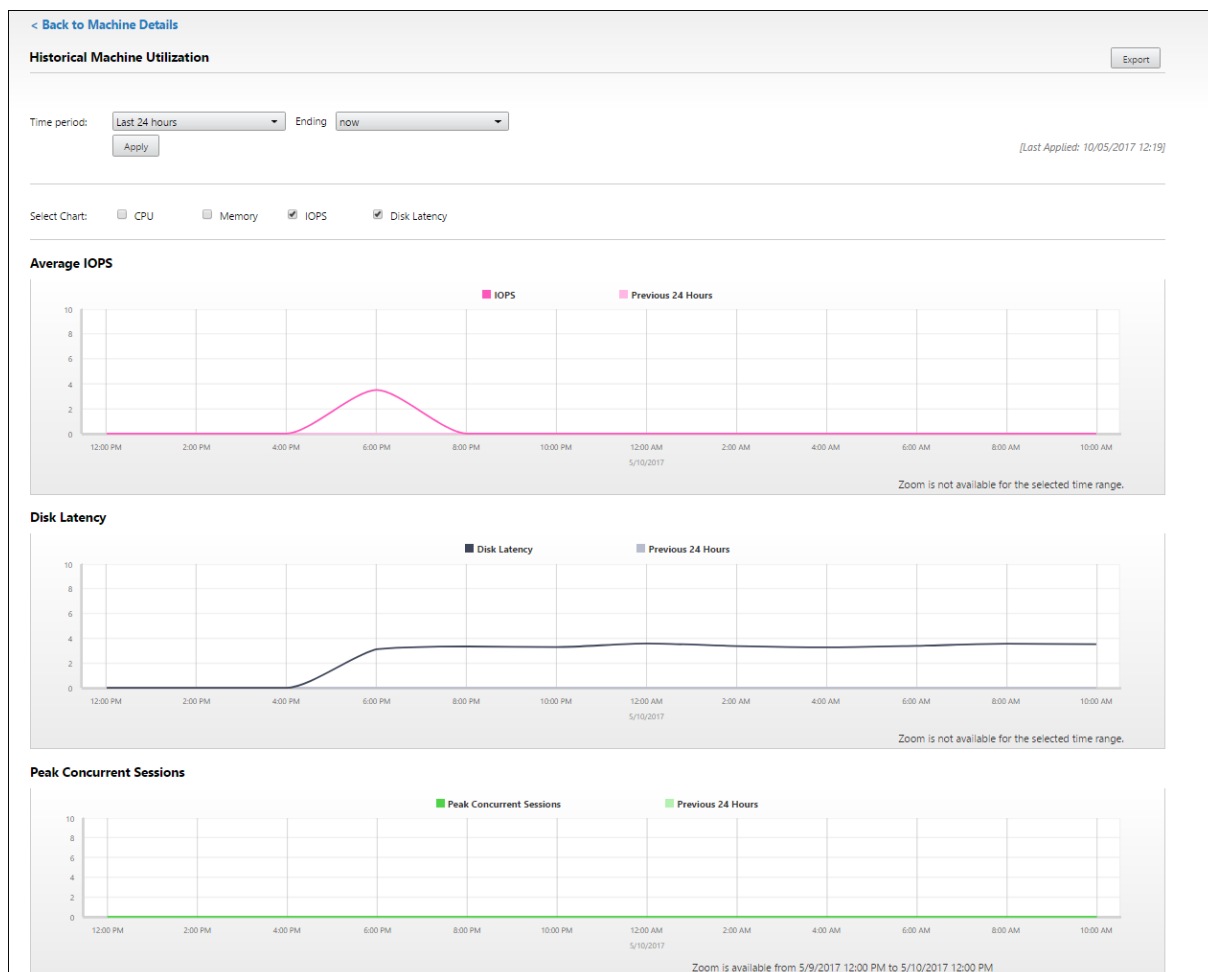 < Back to Machine Details
Historical Machine Utilization
Export
Time period: Last 24 hours Ending now
Apply
[Last Applied: 10/05/2017 12:19]
Select Chart: CPU Memory IOPS Disk Latency
Average IOPS
IOPS Previous 24 Hours
10
8
6
4
2
0
12:00 PM 2:00 PM 4:00 PM 6:00 PM 8:00 PM 10:00 PM 12:00 AM 2:00 AM 4:00 AM 6:00 AM 8:00 AM 10:00 AM
5/10/2017
Zoom is not available for the selected time range.
Disk Latency
Disk Latency Previous 24 Hours
10
8
6
4
2
0
12:00 PM 2:00 PM 4:00 PM 6:00 PM 8:00 PM 10:00 PM 12:00 AM 2:00 AM 4:00 AM 6:00 AM 8:00 AM 10:00 AM
5/10/2017
Zoom is not available for the selected time range.
Peak Concurrent Sessions
Peak Concurrent Sessions Previous 24 Hours
10
8
6
4
2
0
12:00 PM 2:00 PM 4:00 PM 6:00 PM 8:00 PM 10:00 PM 12:00 AM 2:00 AM 4:00 AM 6:00 AM 8:00 AM 10:00 AM
5/10/2017
Zoom is available from 5/9/2017 12:00 PM to 5/10/2017 12:00 PM